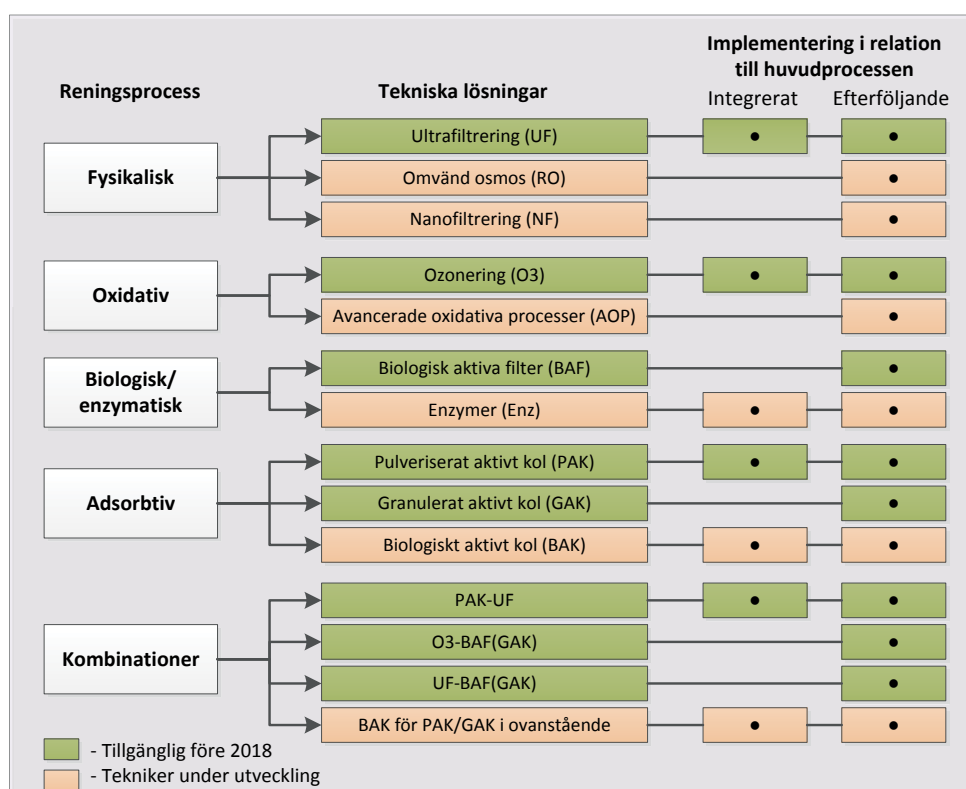 Implementering i relation
till huvudprocessen
Reningsprocess
Tekniska lösningar
Integrerat
Efterföljande
Fysikalisk
Ultrafiltrering (UF)
Omvänd osmos (RO)
Nanofiltrering (NF)
Oxidativ
Ozonering (O3)
Avancerade oxidativa processer (AOP)
Biologisk/
enzymatisk
Biologisk aktiva filter (BAF)
Enzymer (Enz)
Adsorbtiv
Pulveriserat aktivt kol (PAK)
Granulerat aktivt kol (GAK)
Biologiskt aktivt kol (BAK)
Kombinationer
PAK-UF
O3-BAF(GAK)
UF-BAF(GAK)
BAK för PAK/GAK i ovanstående
- Tillgänglig före 2018
- Tekniker under utveckling